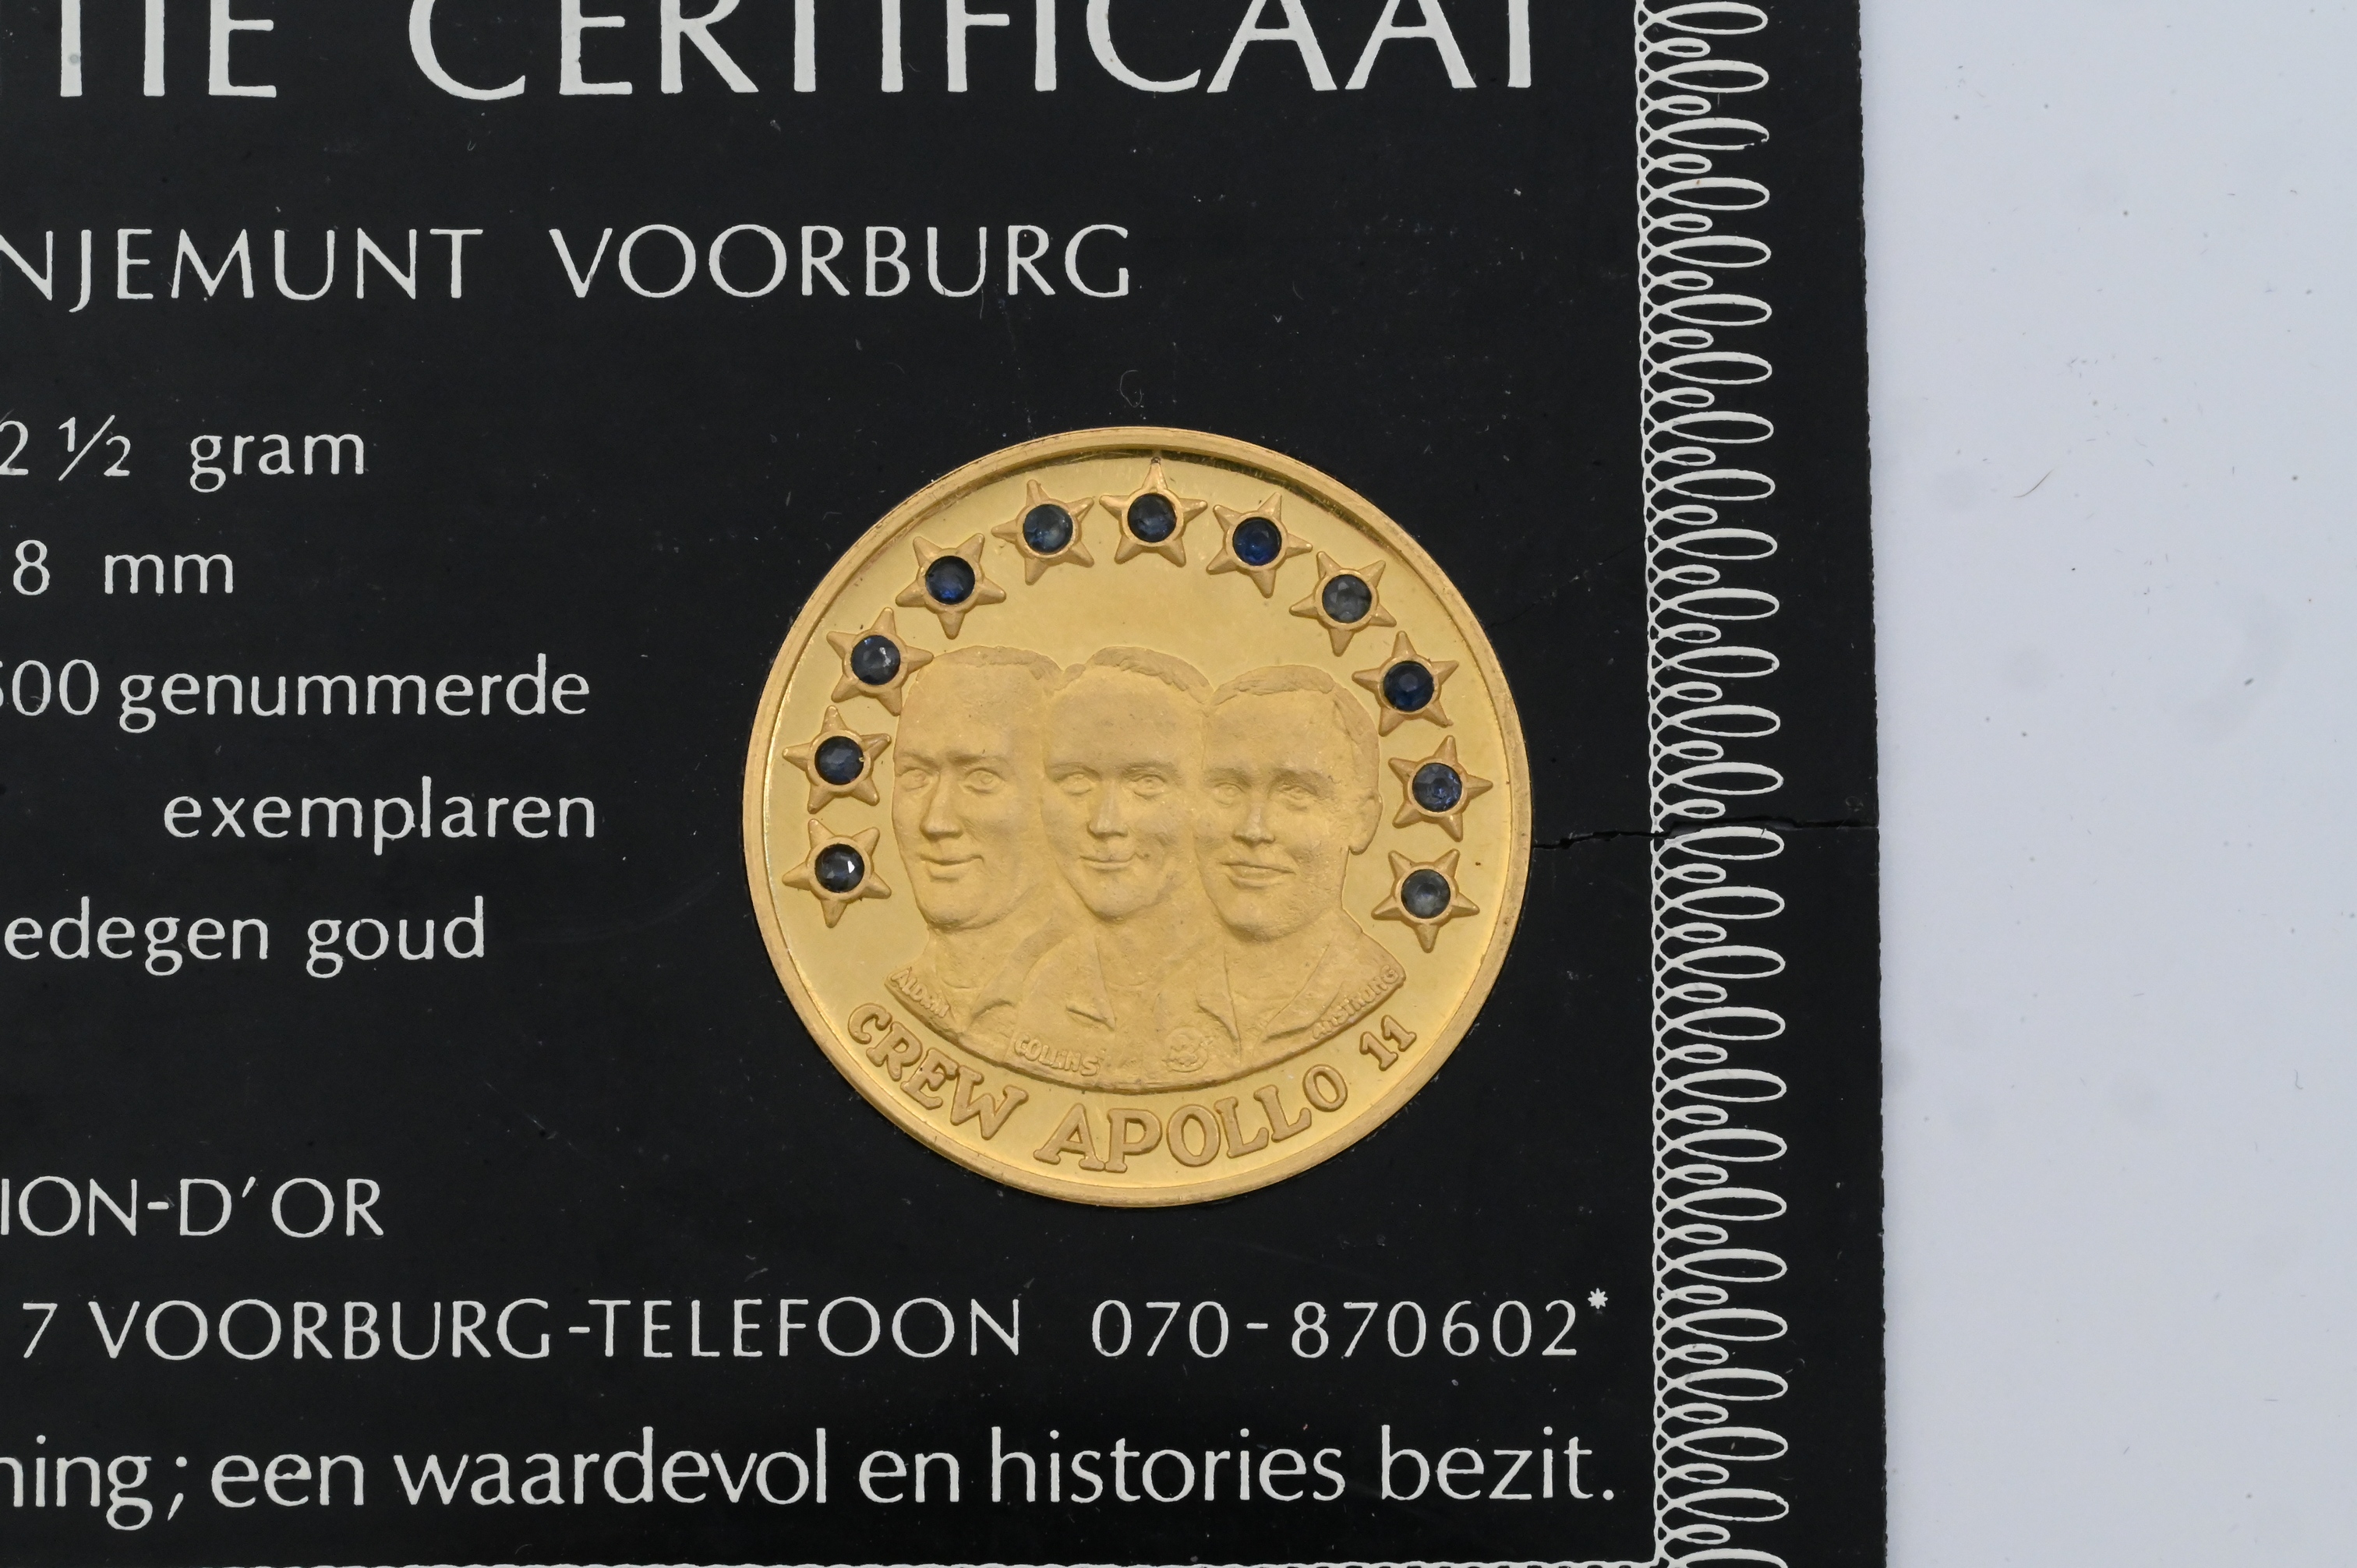 TIE CERTIFICAAT
NJEMUNT VOORBURG
2 ½ gram
8 mm
500 genummerde
exemplaren
edegen goud
ALDRIN
COLLINS
ARMSTRONG
CREW APOLLO 11
ION-D'OR
7 VOORBURG-TELEFOON 070-870602*
ning; een waardevol en histories bezit.